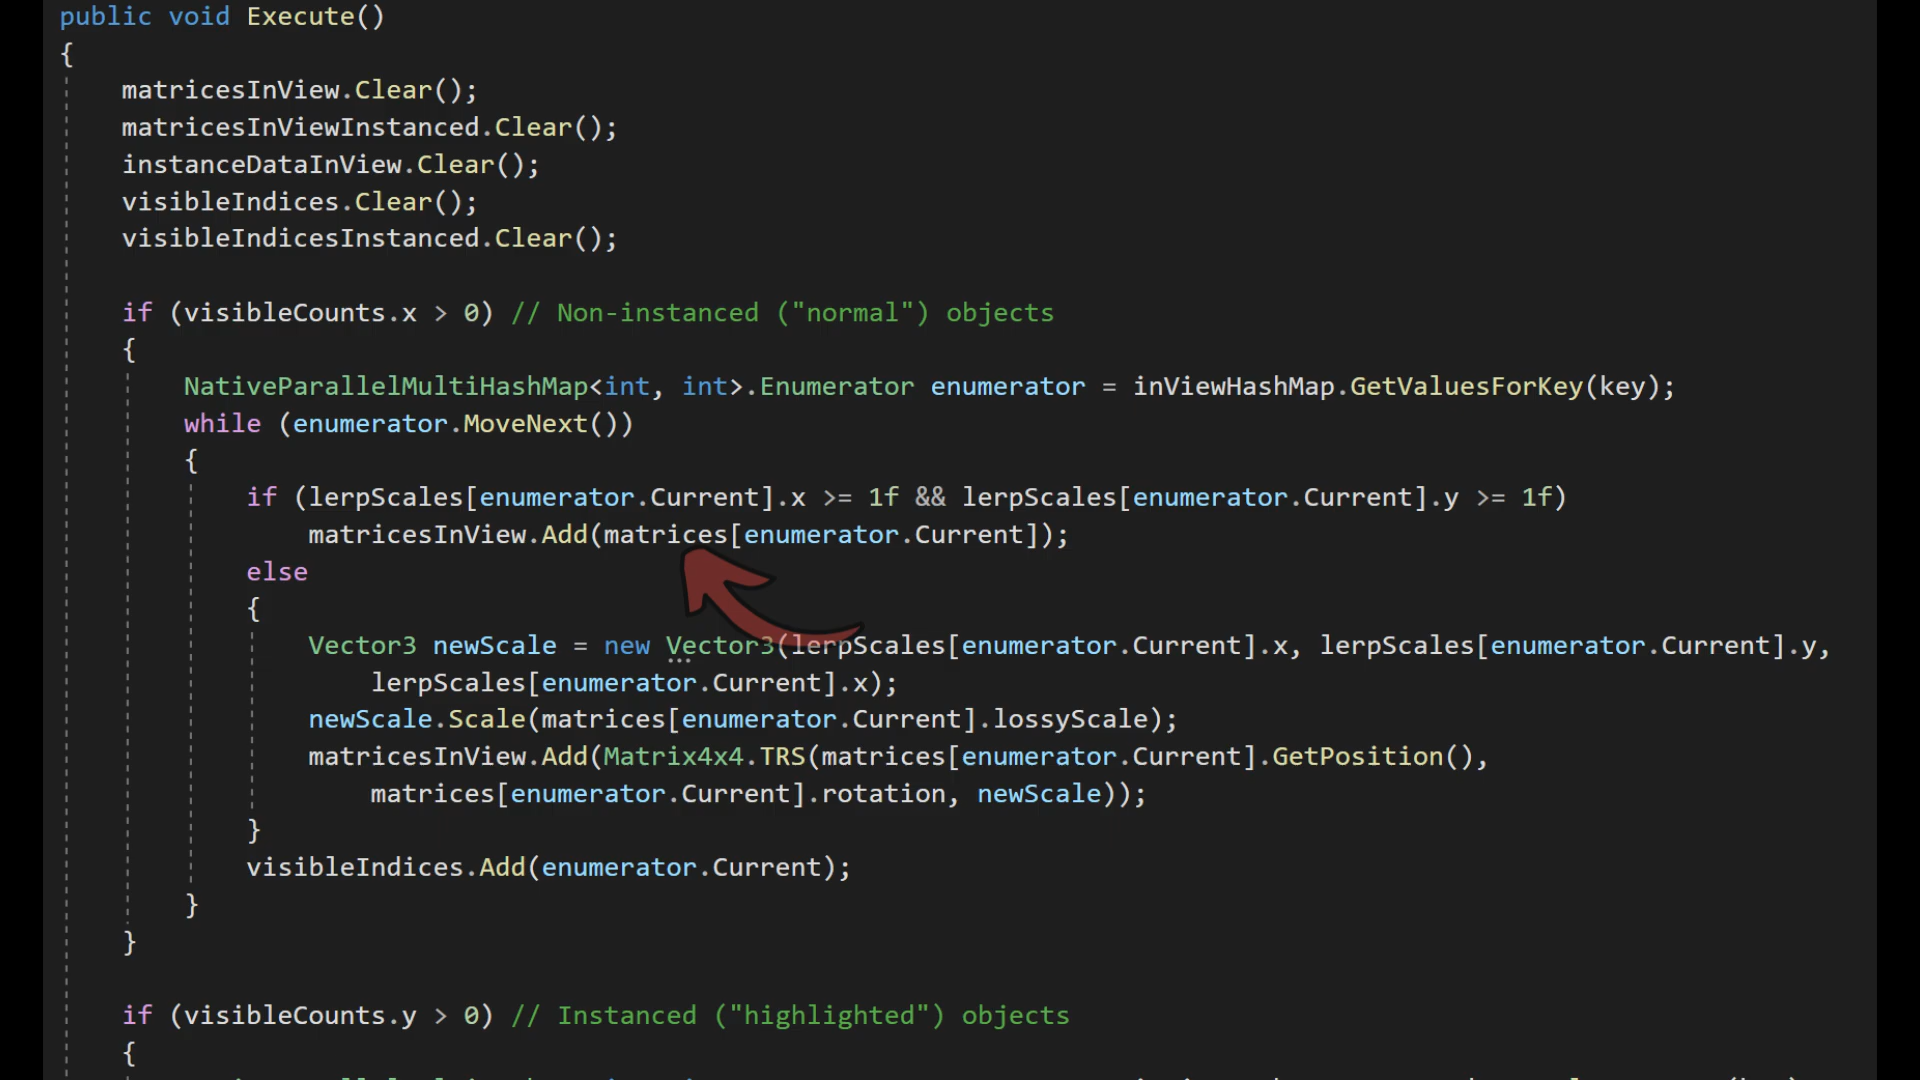 public void Execute()
{
matricesInView.Clear();
matricesInViewInstanced.Clear();
instanceDataInView.Clear();
visibleIndices.Clear();
visibleIndicesInstanced.Clear();
if (visibleCounts.x > 0) // Non-instanced ("normal") objects
{
NativeParallelMultiHashMap<int, int>.Enumerator enumerator = inViewHashMap.GetValuesForKey(key);
while (enumerator.MoveNext())
{
if (lerpScales[enumerator.Current].x >= 1f && lerpScales[enumerator.Current].y >= 1f)
matricesInView.Add(matrices[enumerator.Current]);
else
{
Vector3 newScale = new Vector3(lerpScales[enumerator.Current].x, lerpScales[enumerator.Current].y,
lerpScales[enumerator.Current].x);
newScale.Scale(matrices[enumerator.Current].lossyScale);
matricesInView.Add(Matrix4x4.TRS(matrices[enumerator.Current].GetPosition(),
matrices[enumerator.Current].rotation, newScale));
}
visibleIndices.Add(enumerator.Current);
}
}
if (visibleCounts.y > 0) // Instanced ("highlighted") objects
{